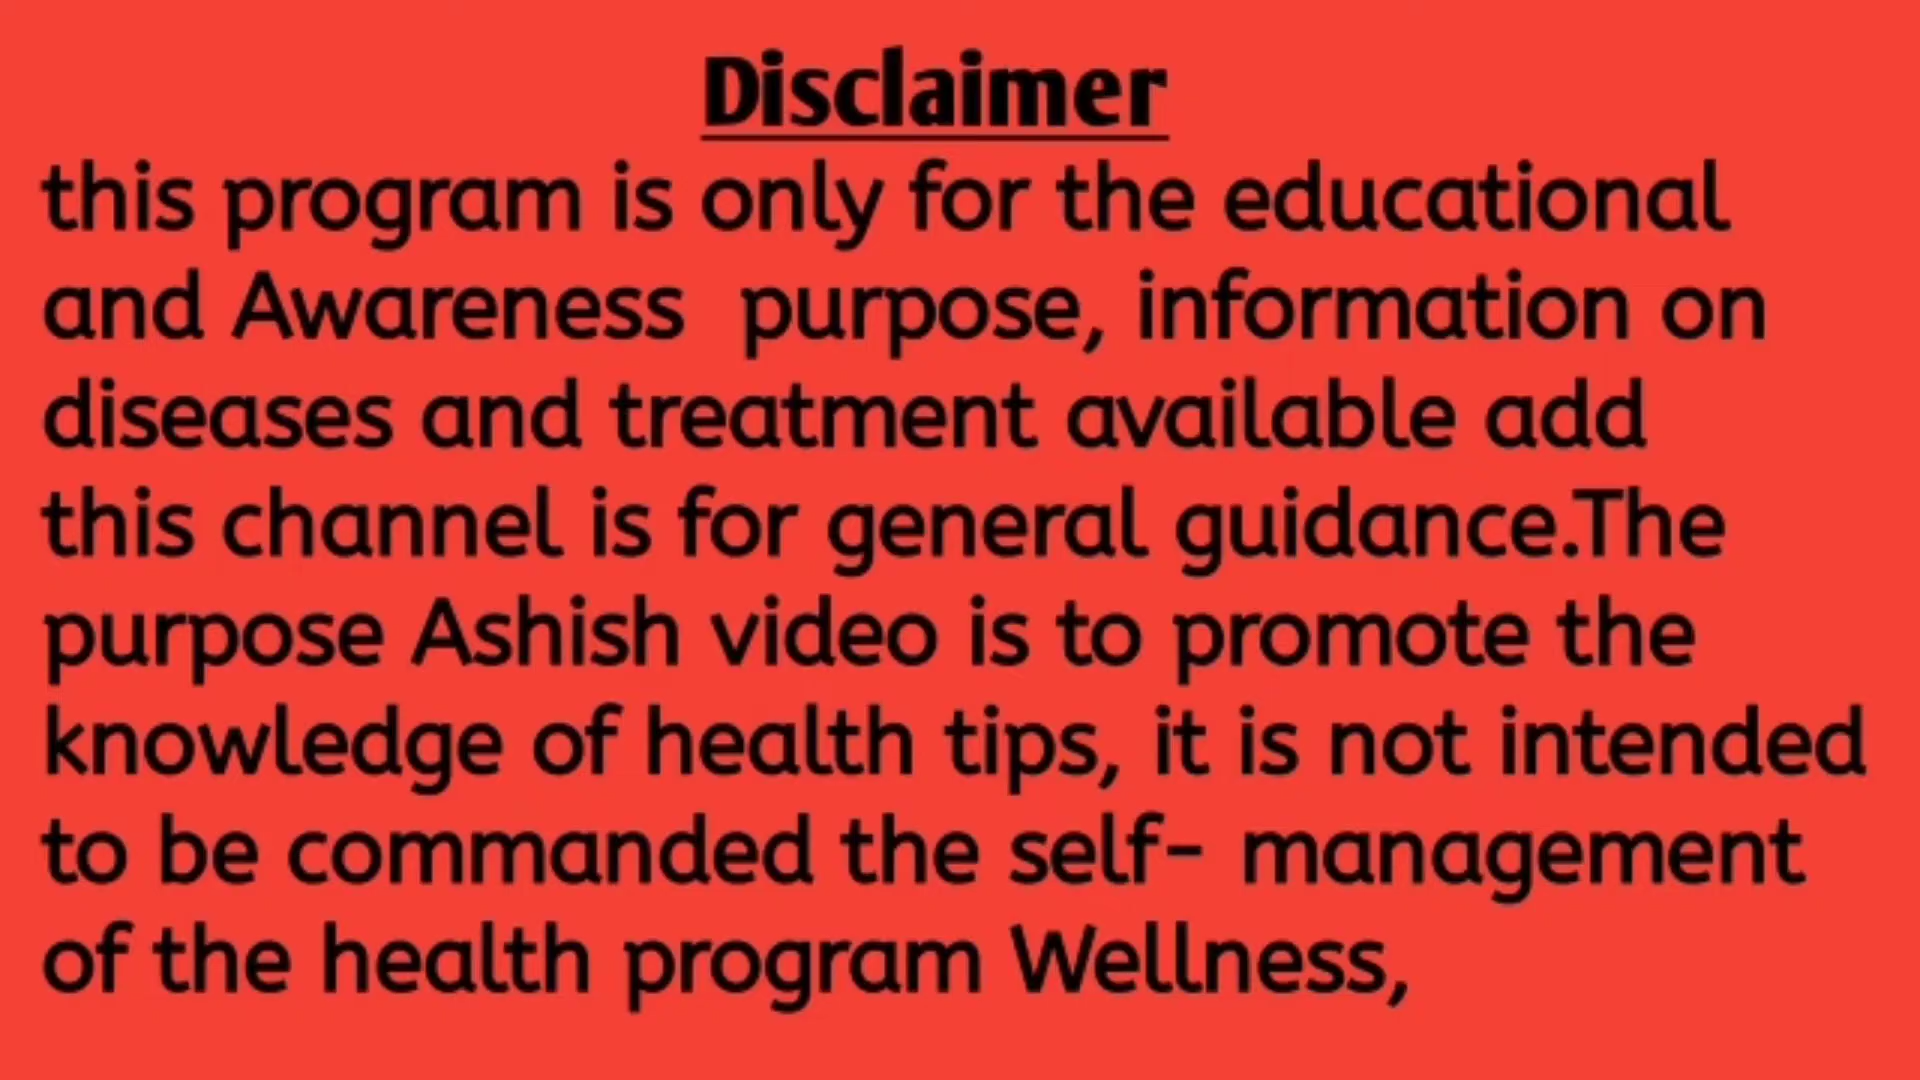 Disclaimer
this program is only for the educational
and Awareness  purpose, information on
diseases and treatment available add
this channel is for general guidance.The
purpose Ashish video is to promote the
knowledge of health tips, it is not intended
to be commanded the self- management
of the health program Wellness,